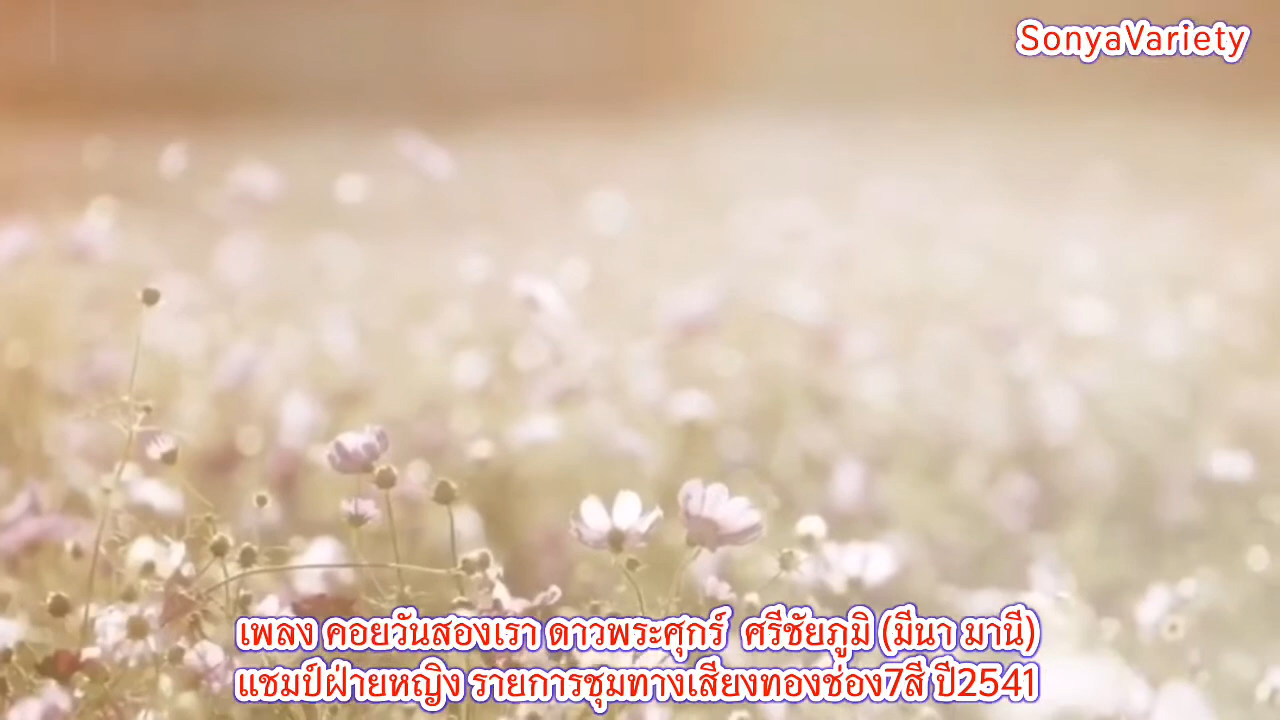 SonyaVariety
เพลง คอยวันสองเรา ดาวพระศุกร์ ศรีชัยภูมิ (มีนา มานี)
แชมป์ฝ่ายหญิง รายการชุมทางเสียงทองช่อง7สี ปี2541